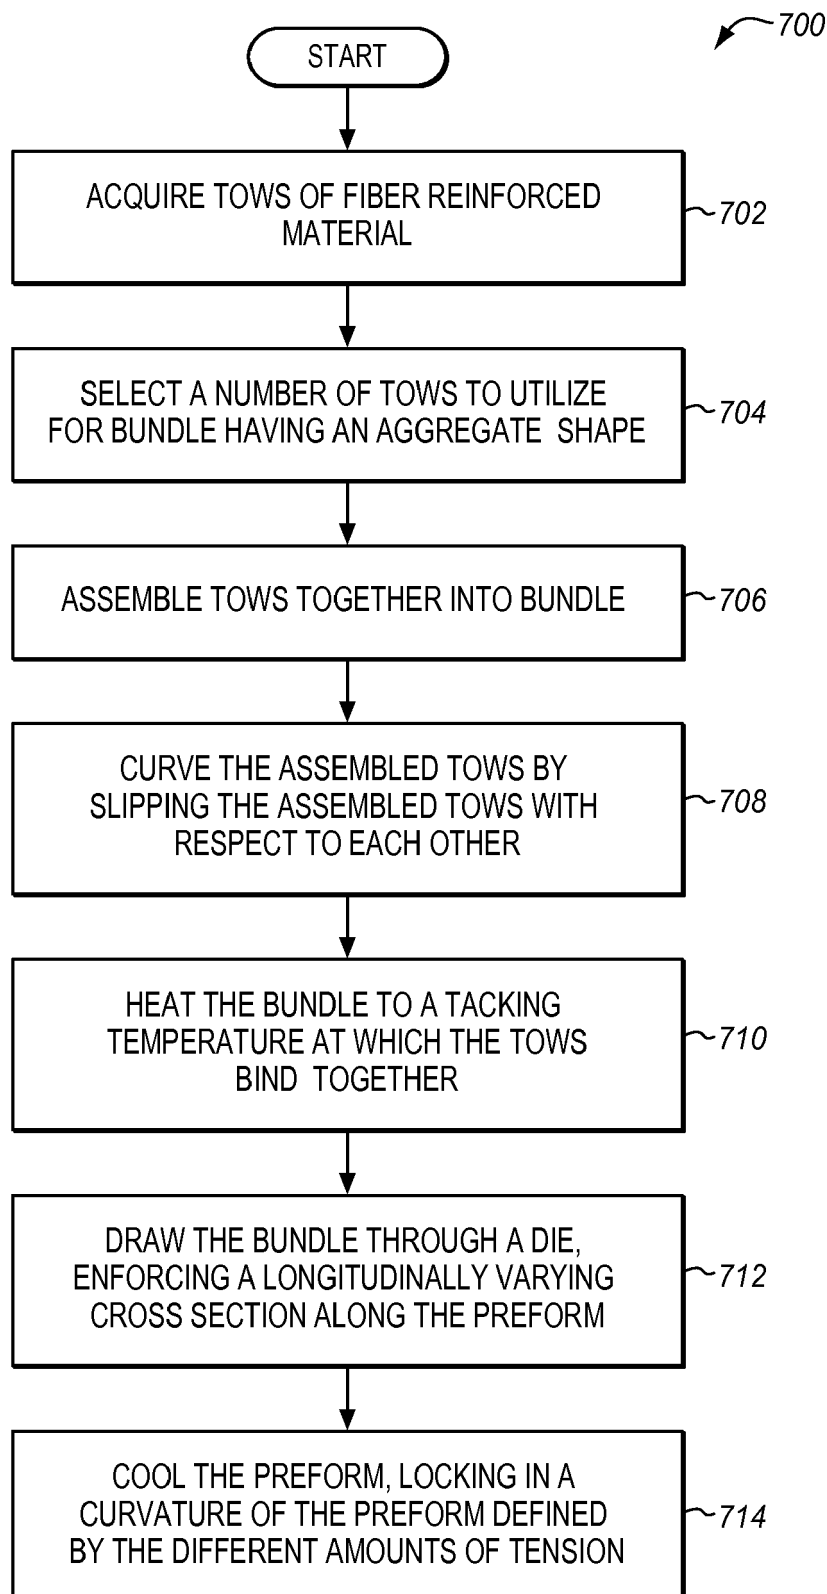 700
START
ACQUIRE TOWS OF FIBER REINFORCED
MATERIAL
702
SELECT A NUMBER OF TOWS TO UTILIZE
FOR BUNDLE HAVING AN AGGREGATE SHAPE
704
ASSEMBLE TOWS TOGETHER INTO BUNDLE
706
CURVE THE ASSEMBLED TOWS BY
SLIPPING THE ASSEMBLED TOWS WITH
RESPECT TO EACH OTHER
708
HEAT THE BUNDLE TO A TACKING
TEMPERATURE AT WHICH THE TOWS
BIND TOGETHER
710
DRAW THE BUNDLE THROUGH A DIE,
ENFORCING A LONGITUDINALLY VARYING
CROSS SECTION ALONG THE PREFORM
712
COOL THE PREFORM, LOCKING IN A
CURVATURE OF THE PREFORM DEFINED
BY THE DIFFERENT AMOUNTS OF TENSION
714